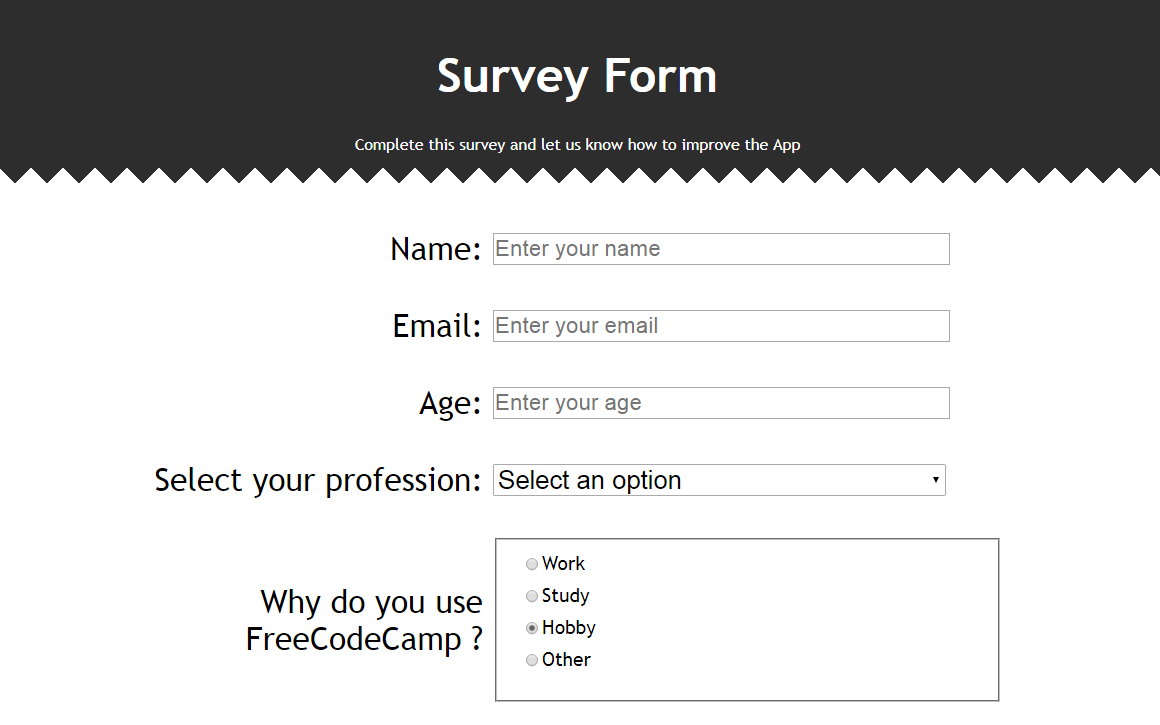 Survey Form
Complete this survey and let us know how to improve the App
Name: Enter your name
Email: Enter your email
Age: Enter your age
Select your profession: Select an option
Why do you use
FreeCodeCamp ?
Work
Study
Hobby
Other